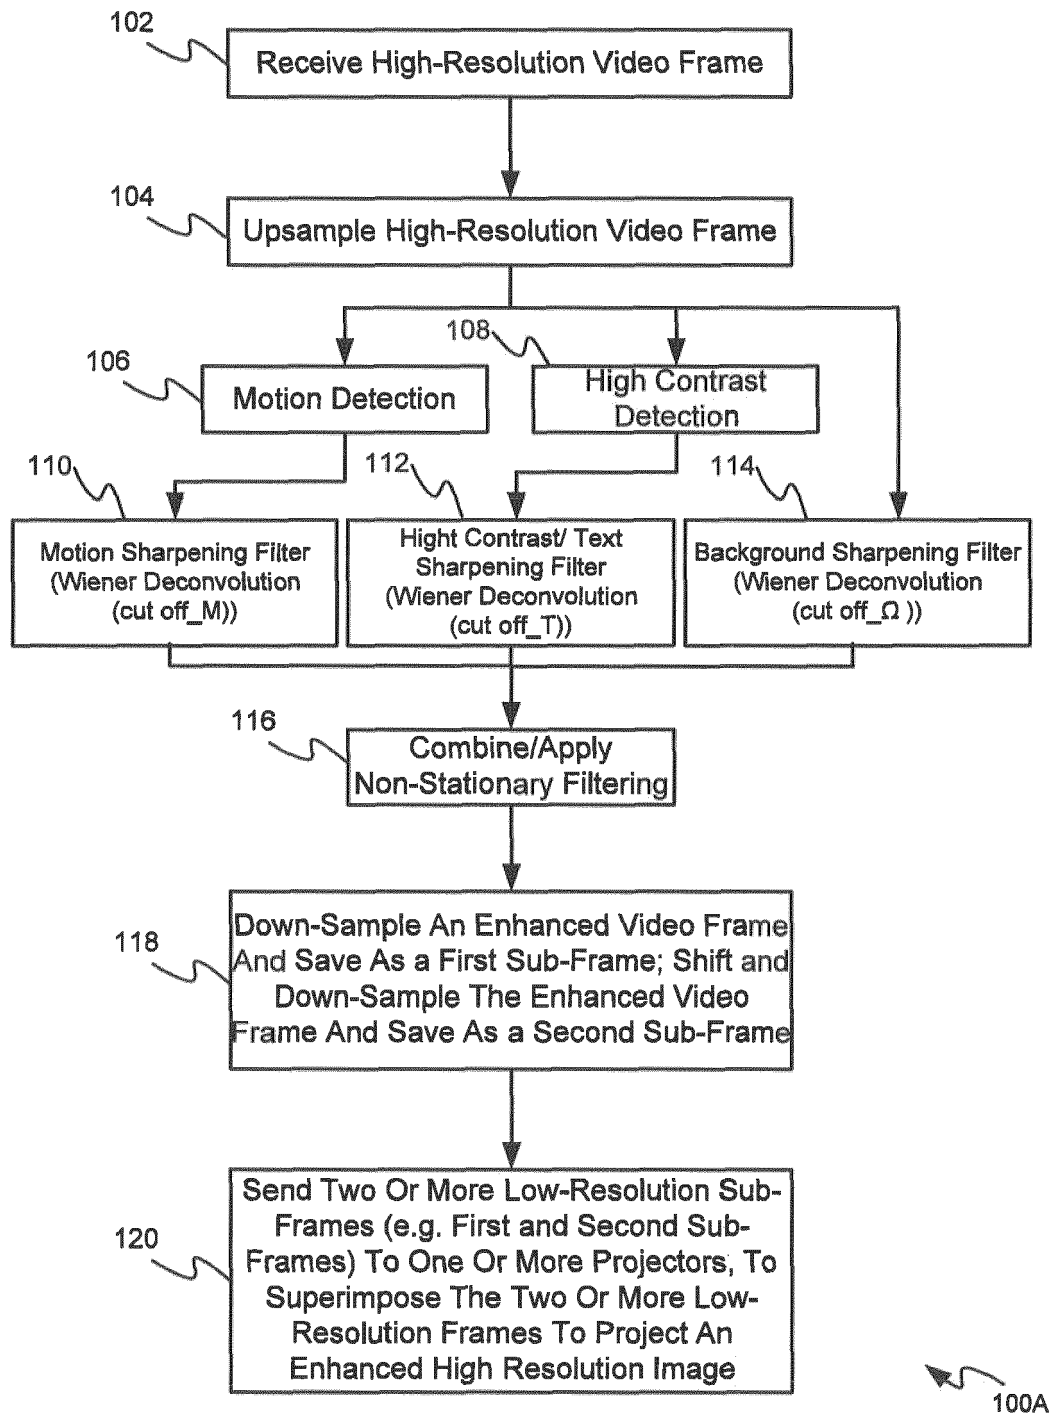 102
Receive High-Resolution Video Frame
104
Upsample High-Resolution Video Frame
106
Motion Detection
108
High Contrast
Detection
110
Motion Sharpening Filter
(Wiener Deconvolution
(cut off_M))
112
Hight Contrast/ Text
Sharpening Filter
(Wiener Deconvolution
(cut off_T))
114
Background Sharpening Filter
(Wiener Deconvolution
(cut off_Ω ))
116
Combine/Apply
Non-Stationary Filtering
118
Down-Sample An Enhanced Video Frame
And Save As a First Sub-Frame; Shift and
Down-Sample The Enhanced Video
Frame And Save As a Second Sub-Frame
120
Send Two Or More Low-Resolution Sub-
Frames (e.g. First and Second Sub-
Frames) To One Or More Projectors, To
Superimpose The Two Or More Low-
Resolution Frames To Project An
Enhanced High Resolution Image
100A